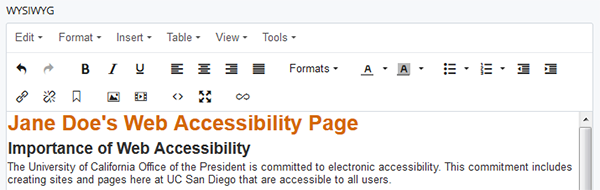 WYSIWYG
Edit Format Insert Table View Tools
B I U Formats A A
Jane Doe's Web Accessibility Page
Importance of Web Accessibility
The University of California Office of the President is committed to electronic accessibility. This commitment includes
creating sites and pages here at UC San Diego that are accessible to all users.